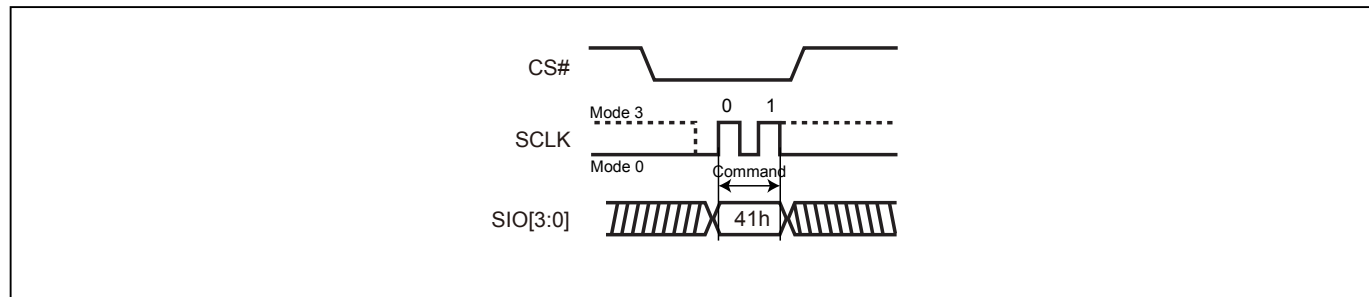 CS#
Mode 3
0 1
SCLK
Mode 0
Command
SIO[3:0]
41h